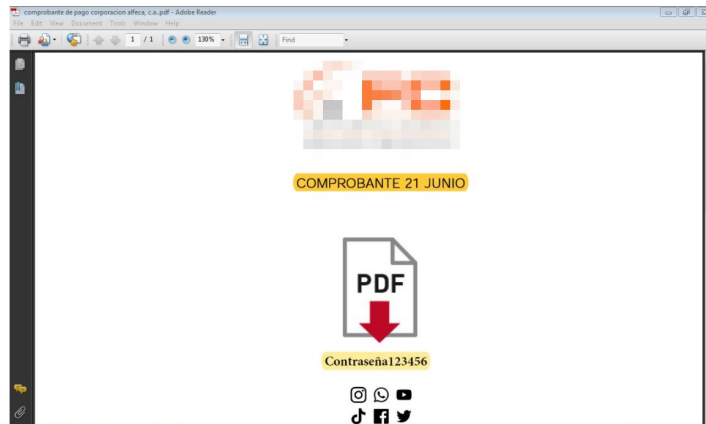 comprobante de pago corporacion alfeca, c.a..pdf - Adobe Reader
File Edit View Document Tools Window Help
1 / 1 130% Find
COMPROBANTE 21 JUNIO
PDF
Contraseña123456